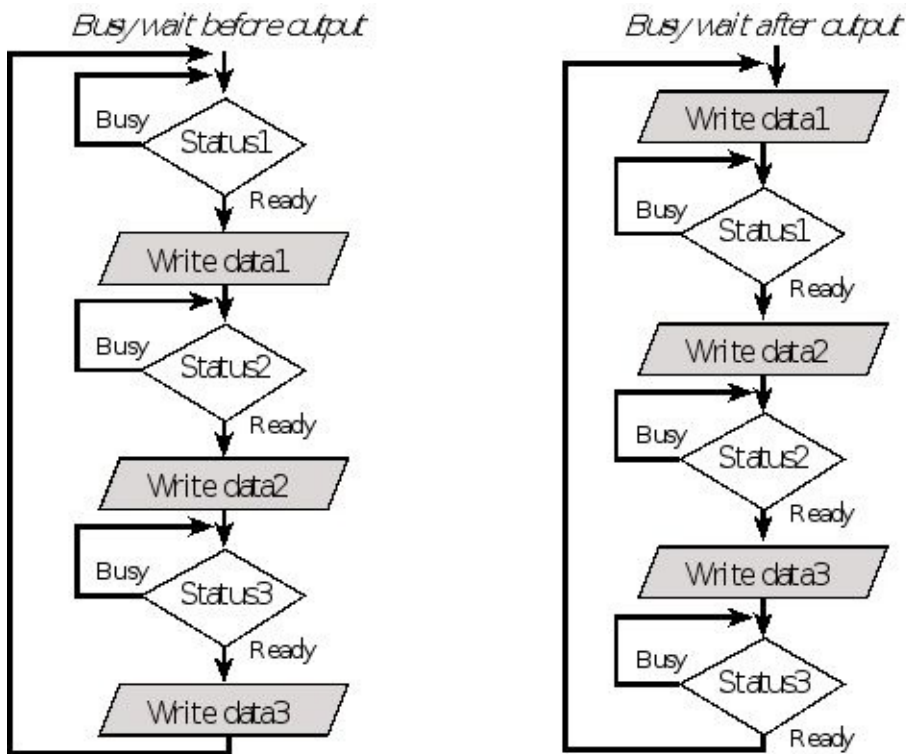 Busy wait before output
Busy
Status1
Ready
Write data1
Busy
Status2
Ready
Write data2
Busy
Status3
Ready
Write data3
Busy wait after output
Write data1
Busy
Status1
Ready
Write data2
Busy
Status2
Ready
Write data3
Busy
Status3
Ready